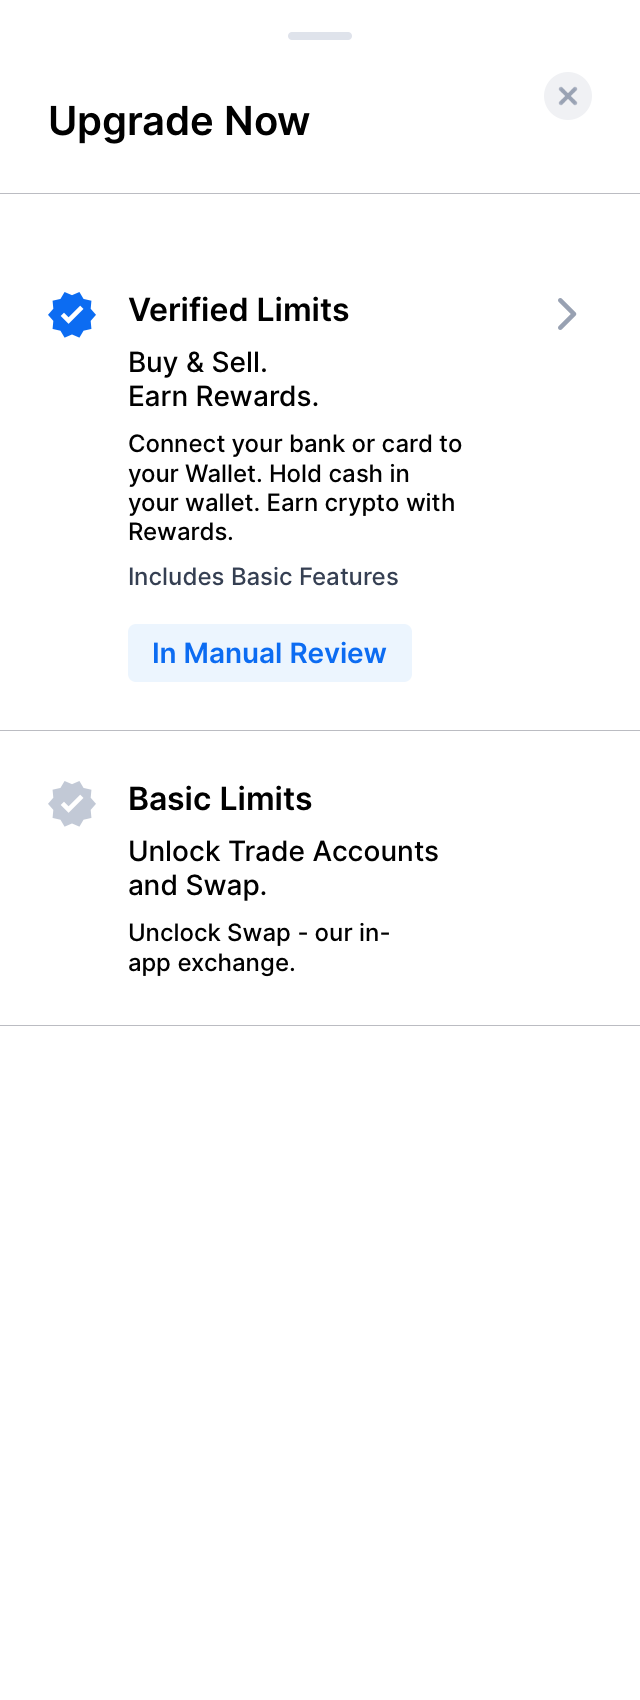 Upgrade Now
Verified Limits
Buy & Sell.
Earn Rewards.
Connect your bank or card to
your Wallet. Hold cash in
your wallet. Earn crypto with
Rewards.
Includes Basic Features
In Manual Review
Basic Limits
Unlock Trade Accounts
and Swap.
Unclock Swap - our in-
app exchange.